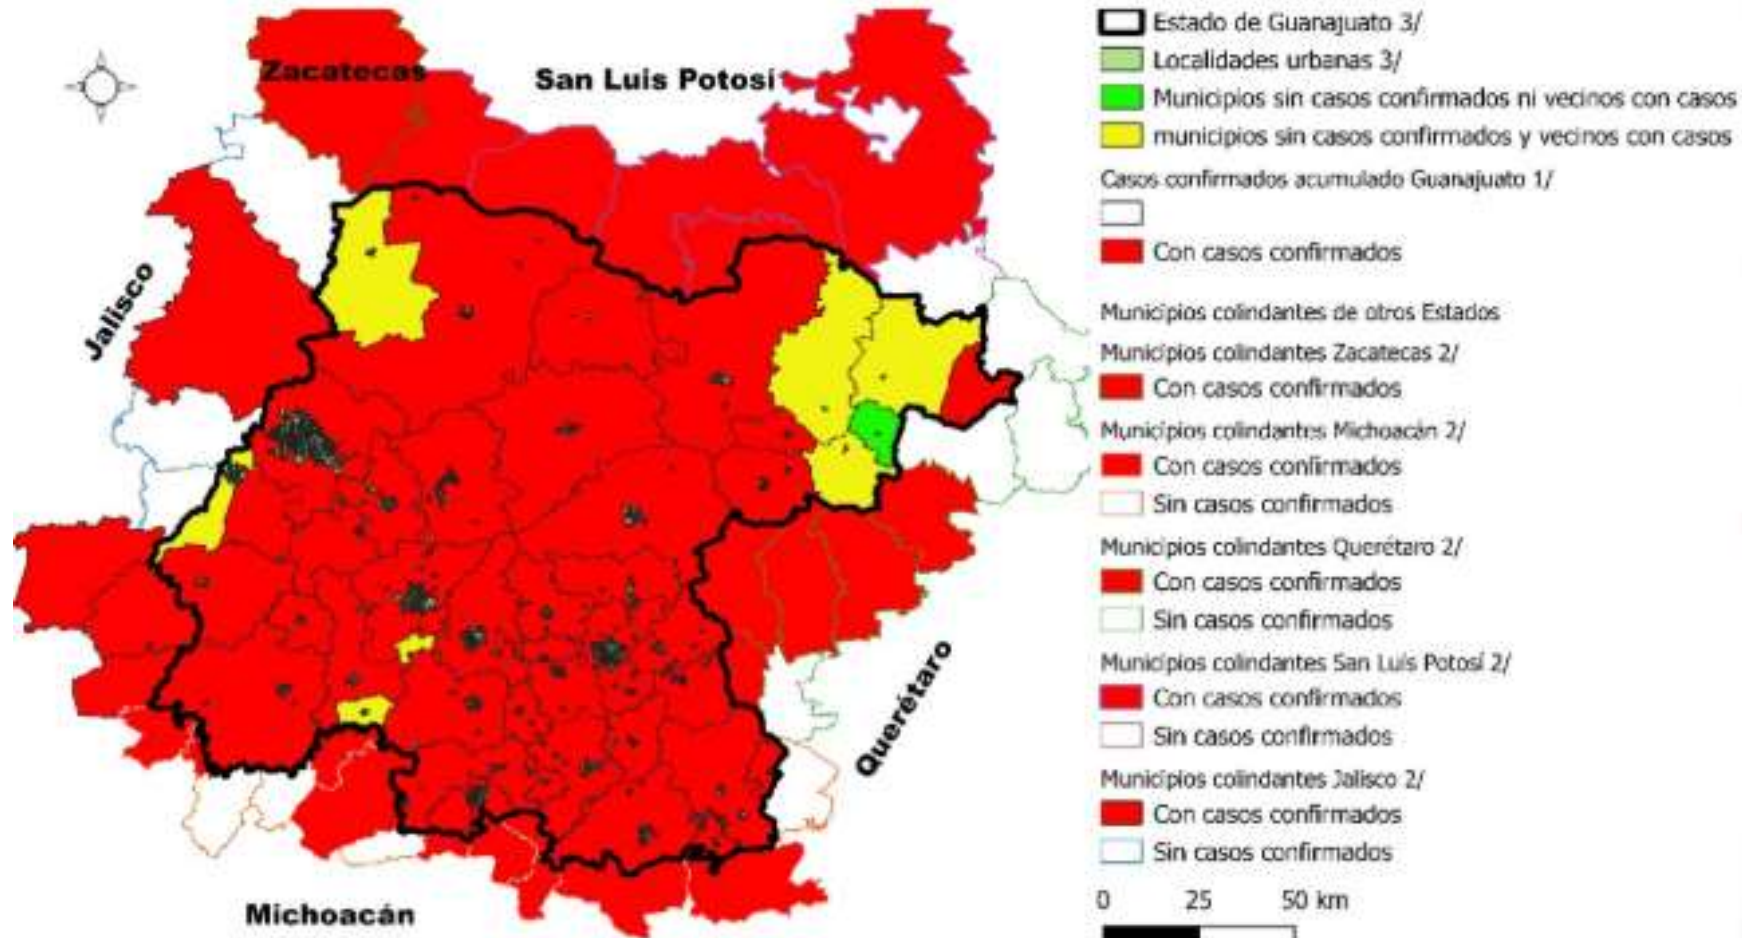 Zacatecas
San Luis Potosí
Jalisco
Querétaro
Michoacán
Estado de Guanajuato 3/
Localidades urbanas 3/
Municipios sin casos confirmados ni vecinos con casos
municipios sin casos confirmados y vecinos con casos
Casos confirmados acumulado Guanajuato 1/
Con casos confirmados
Municipios colindantes de otros Estados
Municipios colindantes Zacatecas 2/
Con casos confirmados
Municipios colindantes Michoacán 2/
Con casos confirmados
Sin casos confirmados
Municipios colindantes Querétaro 2/
Con casos confirmados
Sin casos confirmados
Municipios colindantes San Luis Potosí 2/
Con casos confirmados
Sin casos confirmados
Municipios colindantes Jalisco 2/
Con casos confirmados
Sin casos confirmados
0 25 50 km